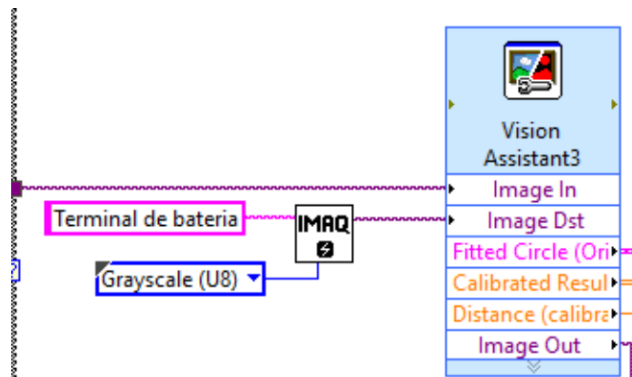 Vision
Assistant3
Image In
Terminal de bateria
IMAQ
Image Dst
Fitted Circle (Ori
Grayscale (U8)
Calibrated Resul
Distance (calibra
Image Out